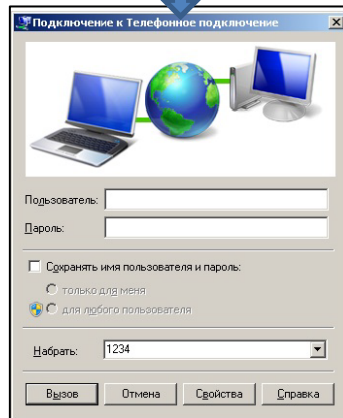 Подключение к Телефонное подключение
Пользователь:
Пароль:
Сохранять имя пользователя и пароль:
только для меня
для любого пользователя
Набрать: 1234
Вызов Отмена Свойства Справка